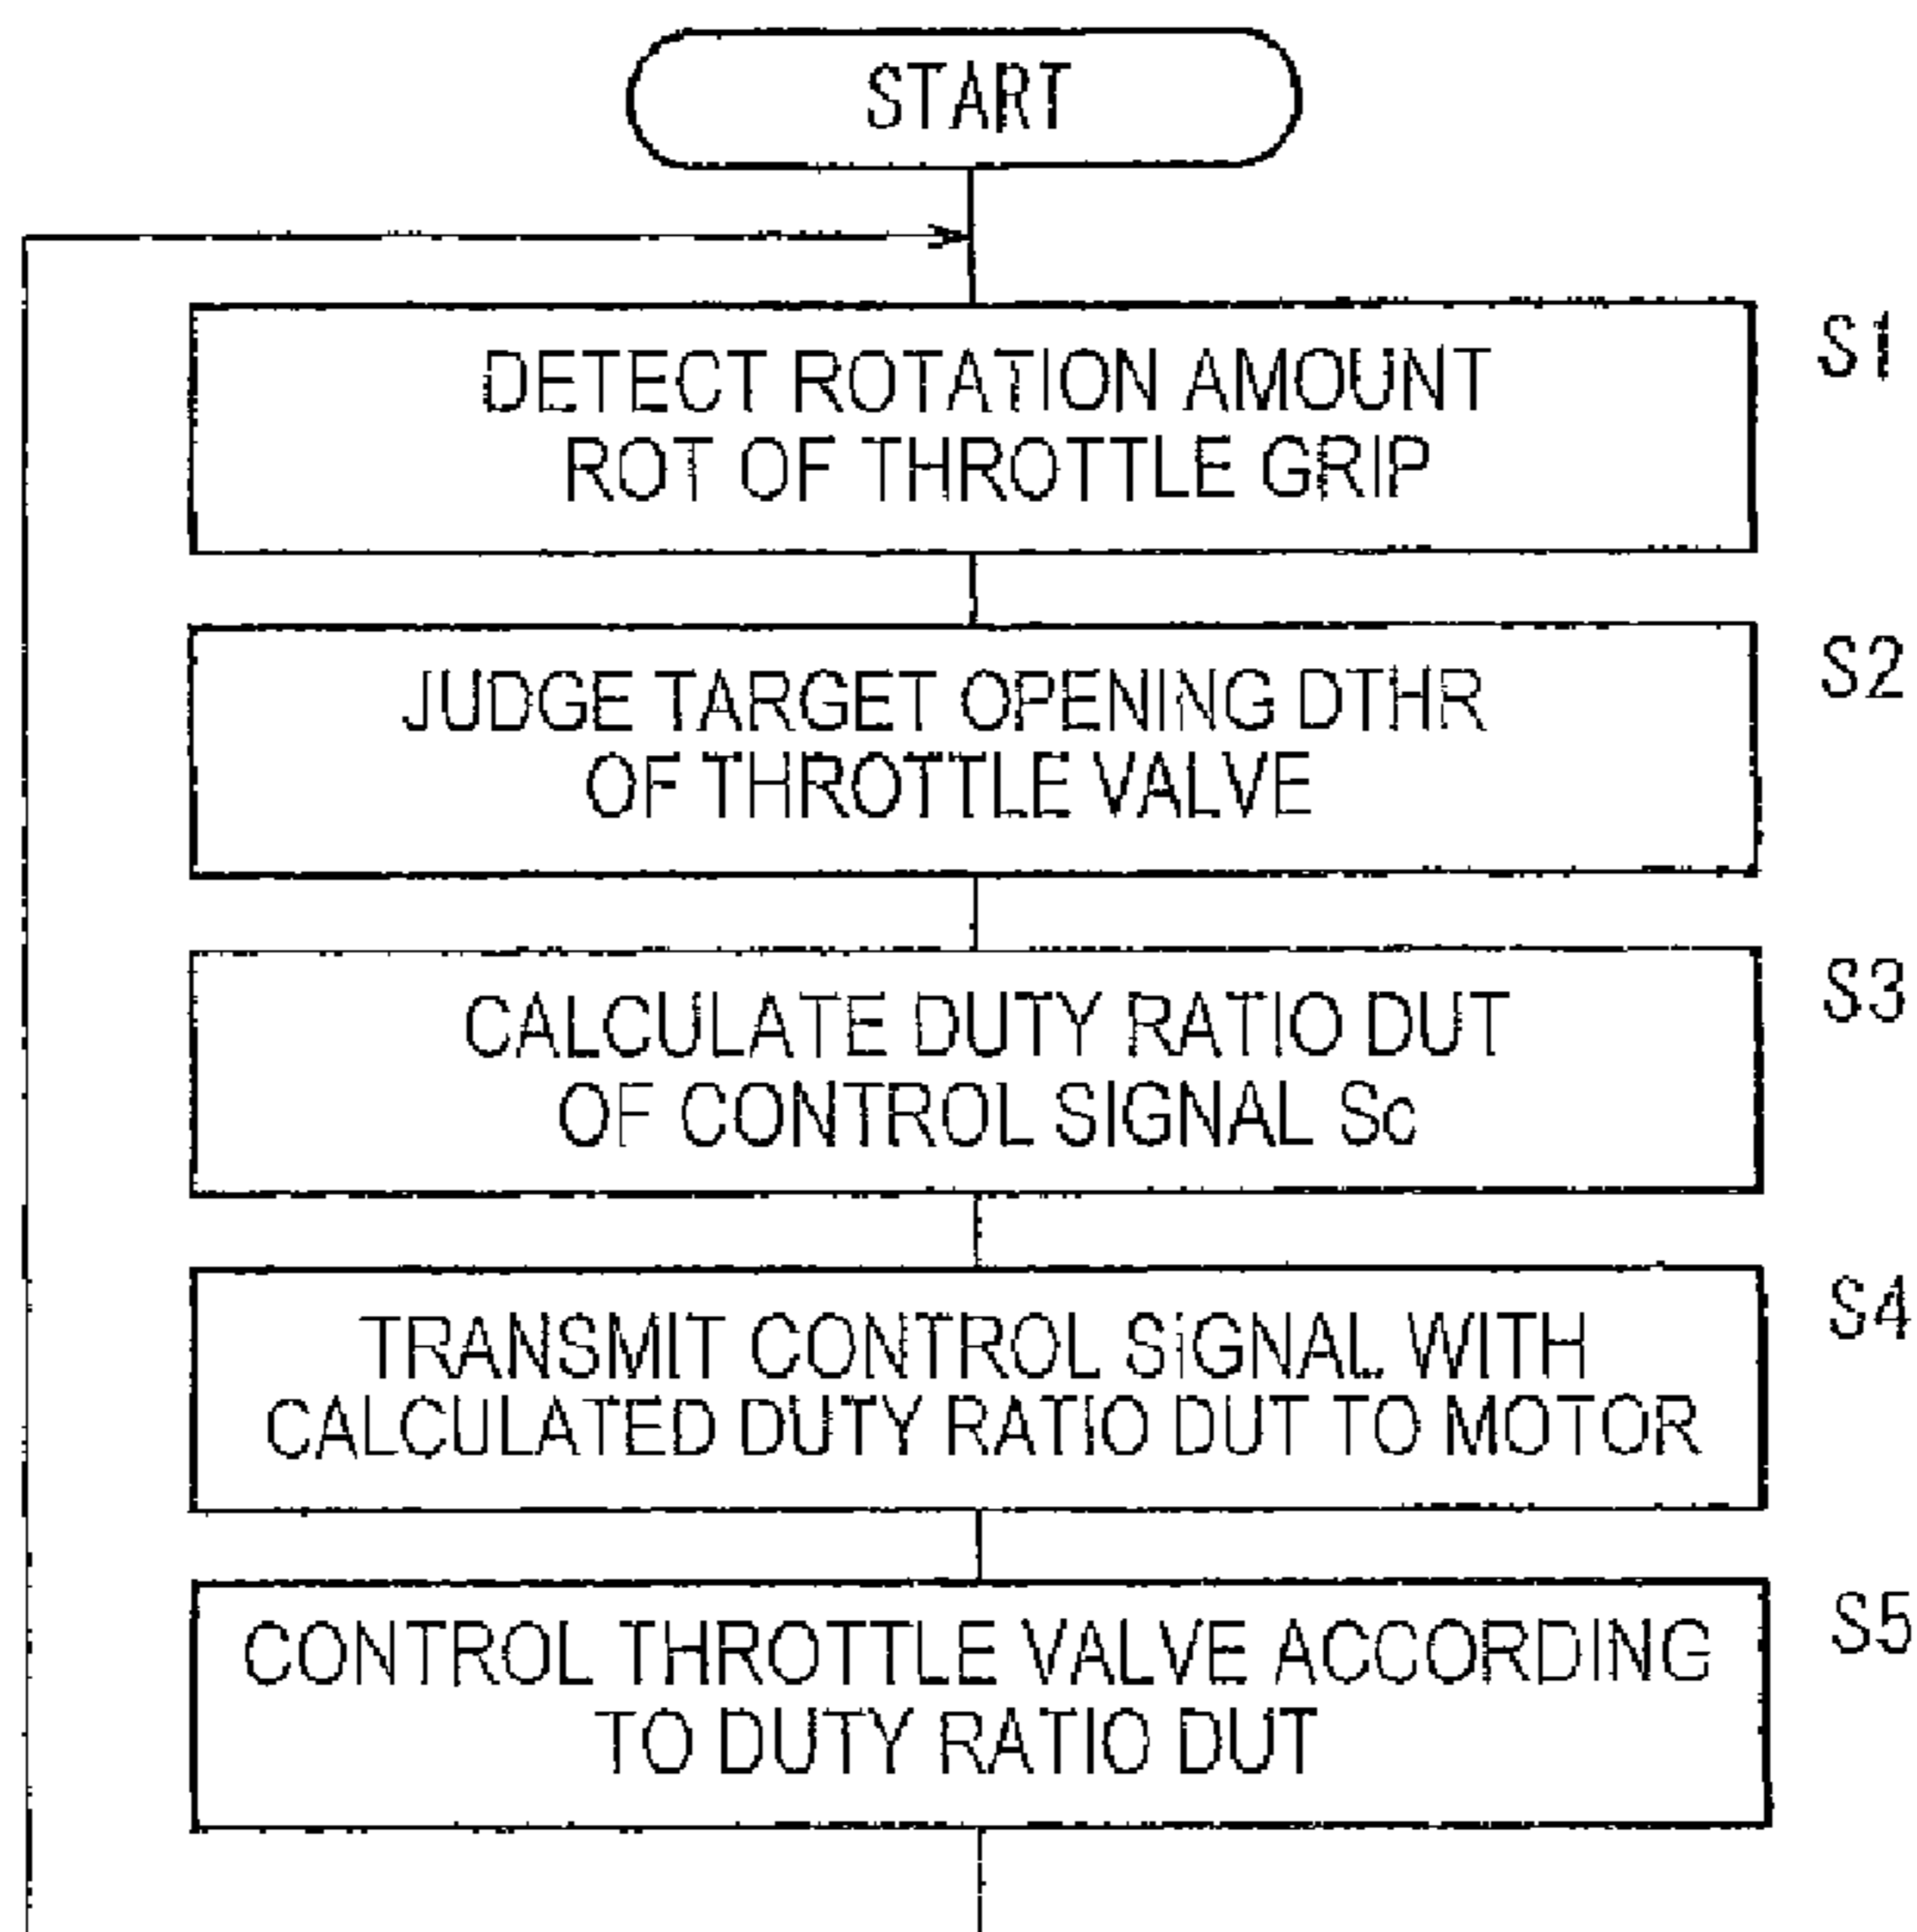 START
DETECT ROTATION AMOUNT
ROT OF THROTTLE GRIP
S1
JUDGE TARGET OPENING DTHR
OF THROTTLE VALVE
S2
CALCULATE DUTY RATIO DUT
OF CONTROL SIGNAL Sc
S3
TRANSMIT CONTROL SIGNAL WITH
CALCULATED DUTY RATIO DUT TO MOTOR
S4
CONTROL THROTTLE VALVE ACCORDING
TO DUTY RATIO DUT
S5